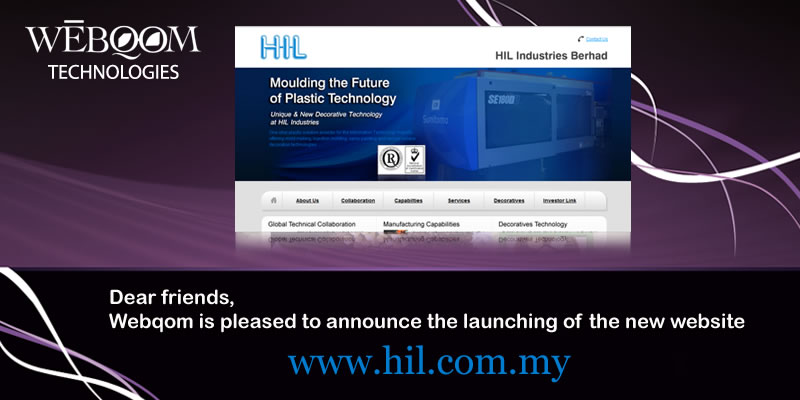 WĒBQOM
TECHNOLOGIES
HIL
Contact Us
HIL Industries Berhad
Moulding the Future
of Plastic Technology
Unique & New Decorative Technology
at HIL Industries
SE180D
Sumitomo
R
About Us
Collaboration
Capabilties
Services
Decoratives
Investor Link
Global Technical Collaboration
Manufacturing Capabilities
Decoratives Technology
Dear friends,
Webqom is pleased to announce the launching of the new website
www.hil.com.my